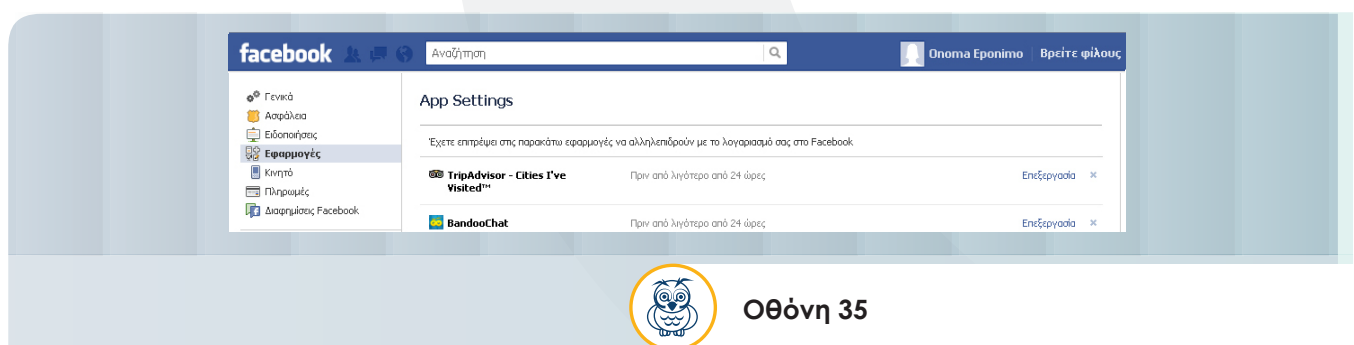 facebook Αναζήτηση Onoma Eponimo Βρείτε φίλους
Γενικά
Ασφάλεια
Ειδοποιήσεις
Εφαρμογές
Κινητό
Πληρωμές
Διαφημίσεις Facebook
App Settings
Έχετε επιτρέψει στις παρακάτω εφαρμογές να αλληλεπιδρούν με το λογαριασμό σας στο Facebook
TripAdvisor - Cities I've Visited™ Πριν από λιγότερο από 24 ώρες Επεξεργασία ×
BandooChat Πριν από λιγότερο από 24 ώρες Επεξεργασία ×
Οθόνη 35